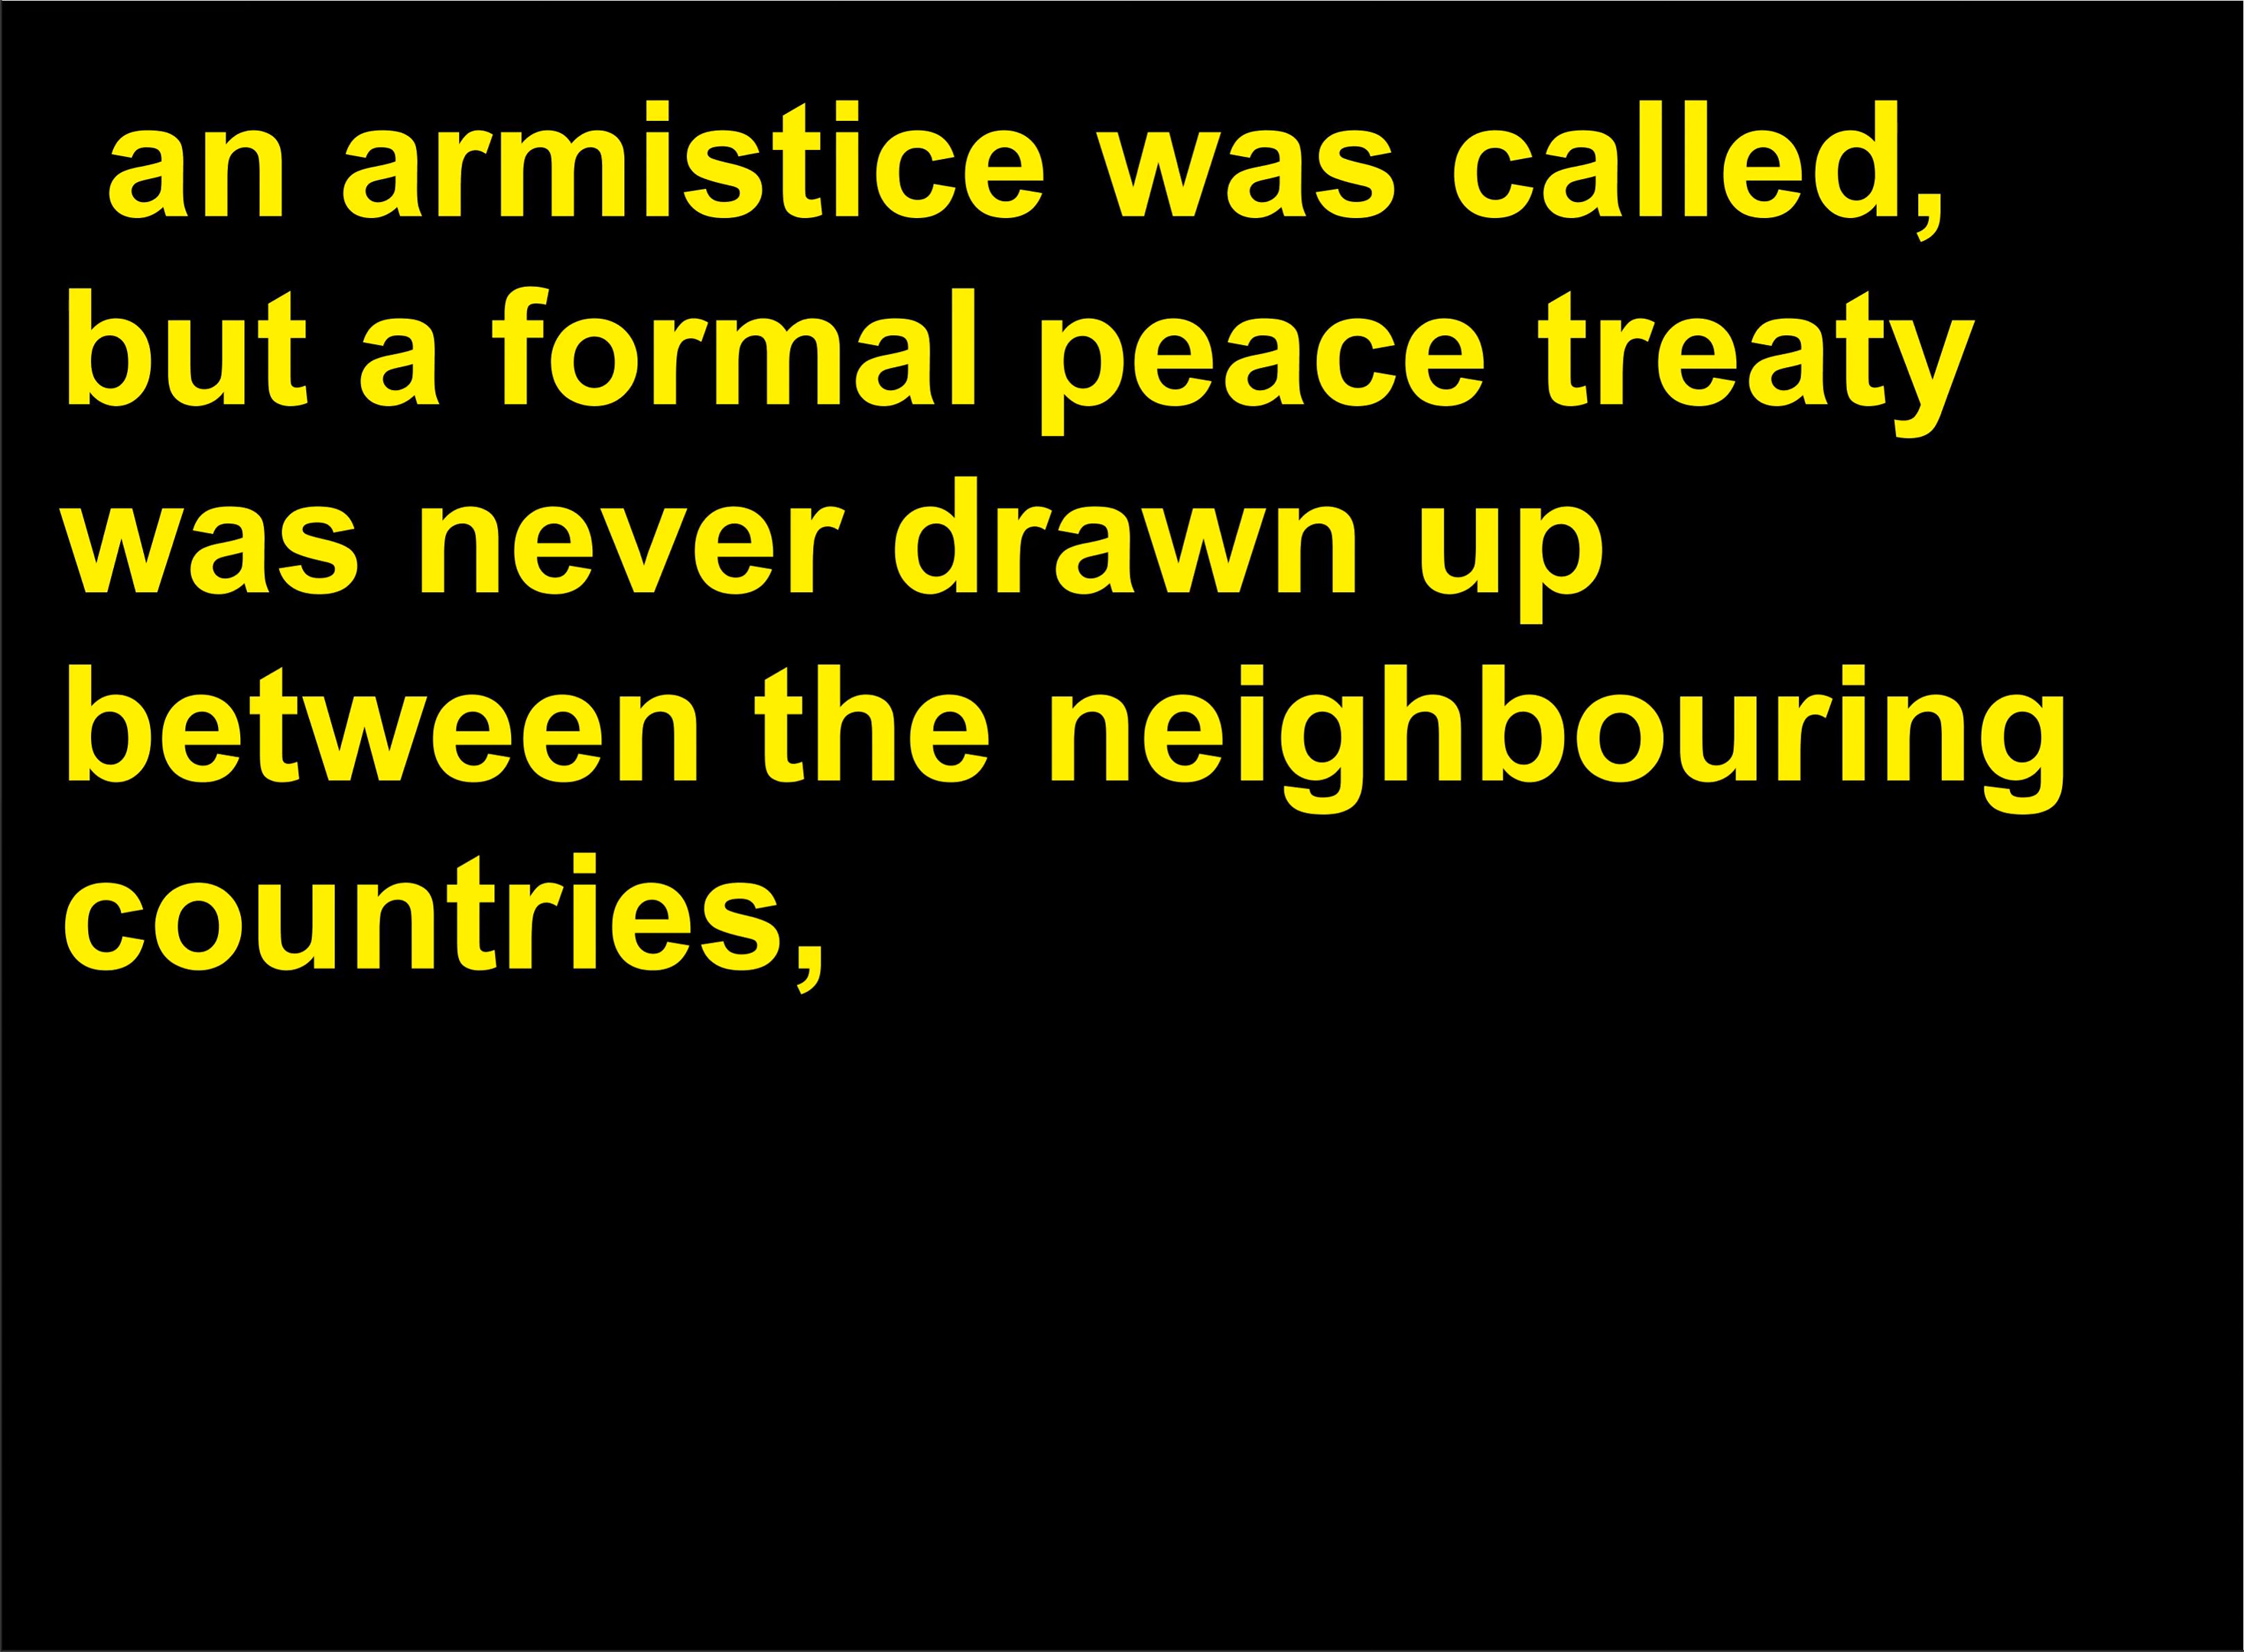 an armistice was called,
but a formal peace treaty
was never drawn up
between the neighbouring
countries,